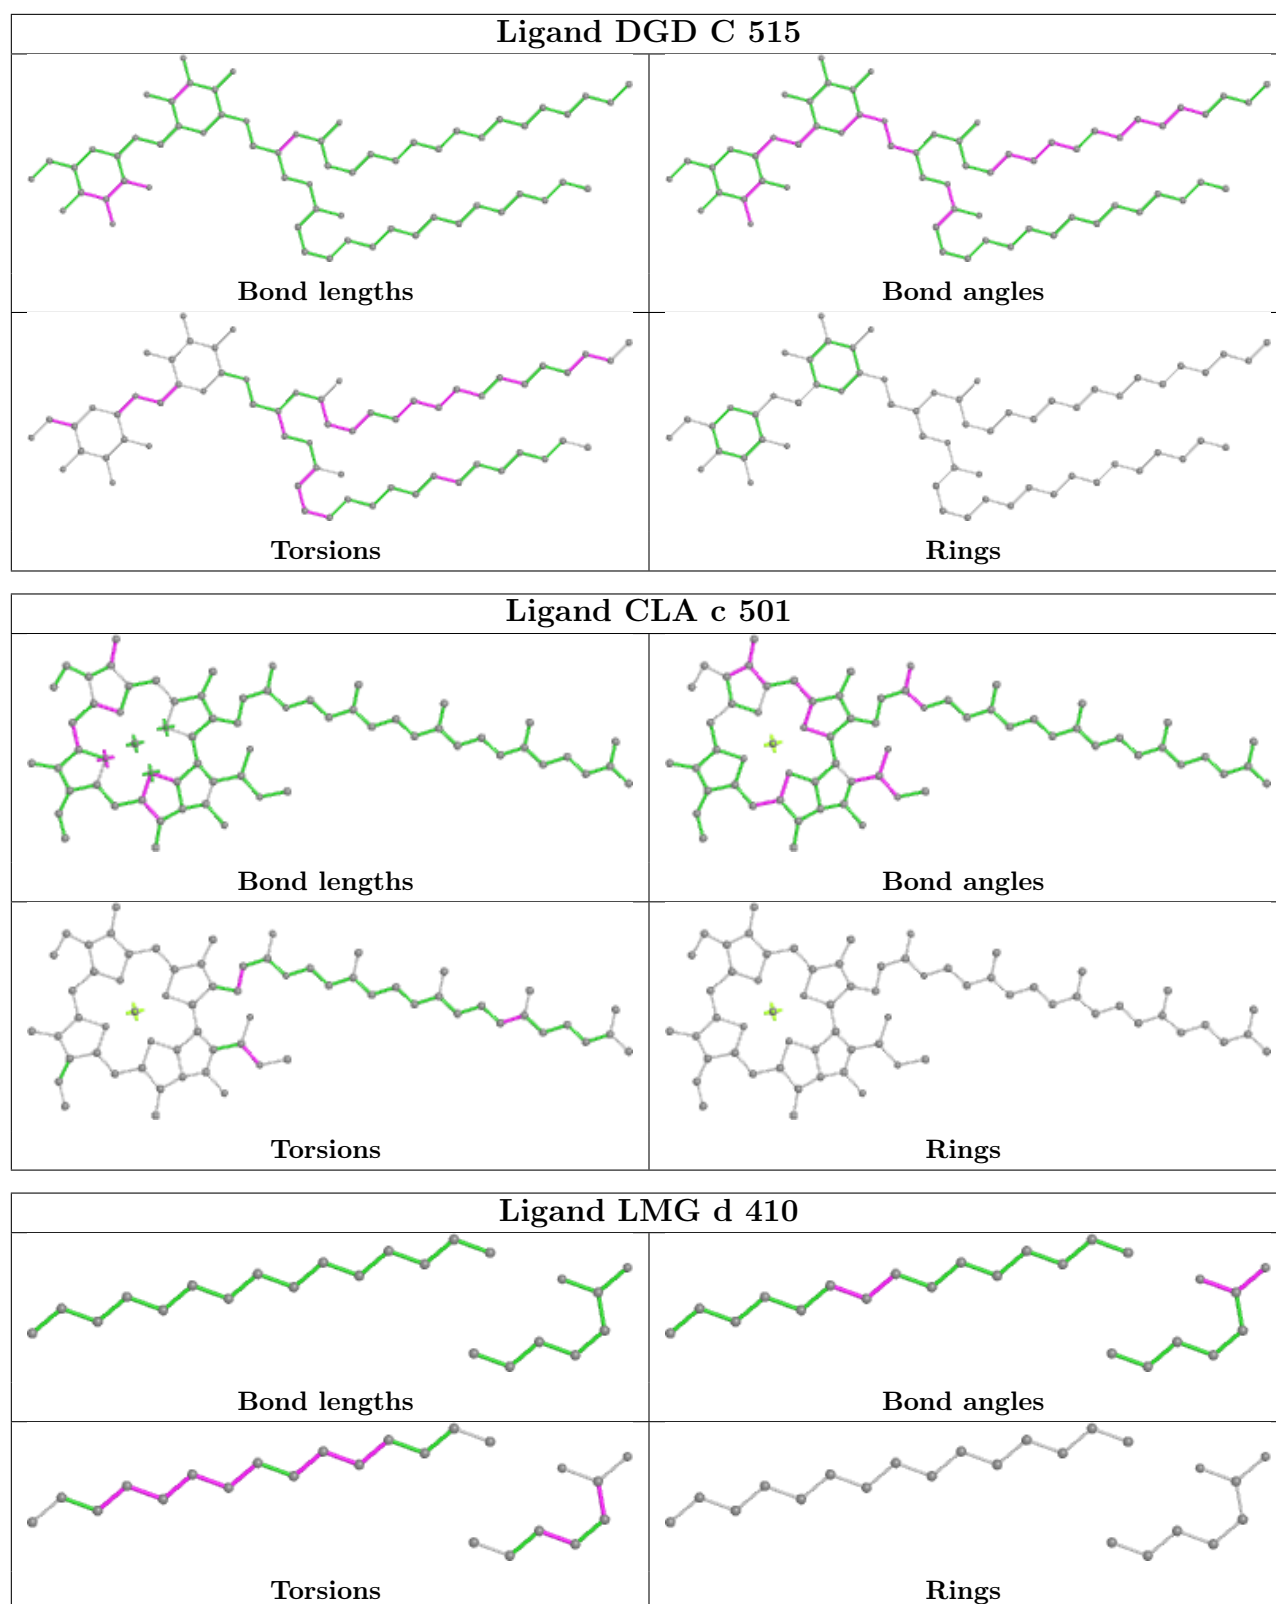 Ligand DGD C 515
Bond lengths
Bond angles
Torsions
Rings
Ligand CLA c 501
Bond lengths
Bond angles
Torsions
Rings
Ligand LMG d 410
Bond lengths
Bond angles
Torsions
Rings